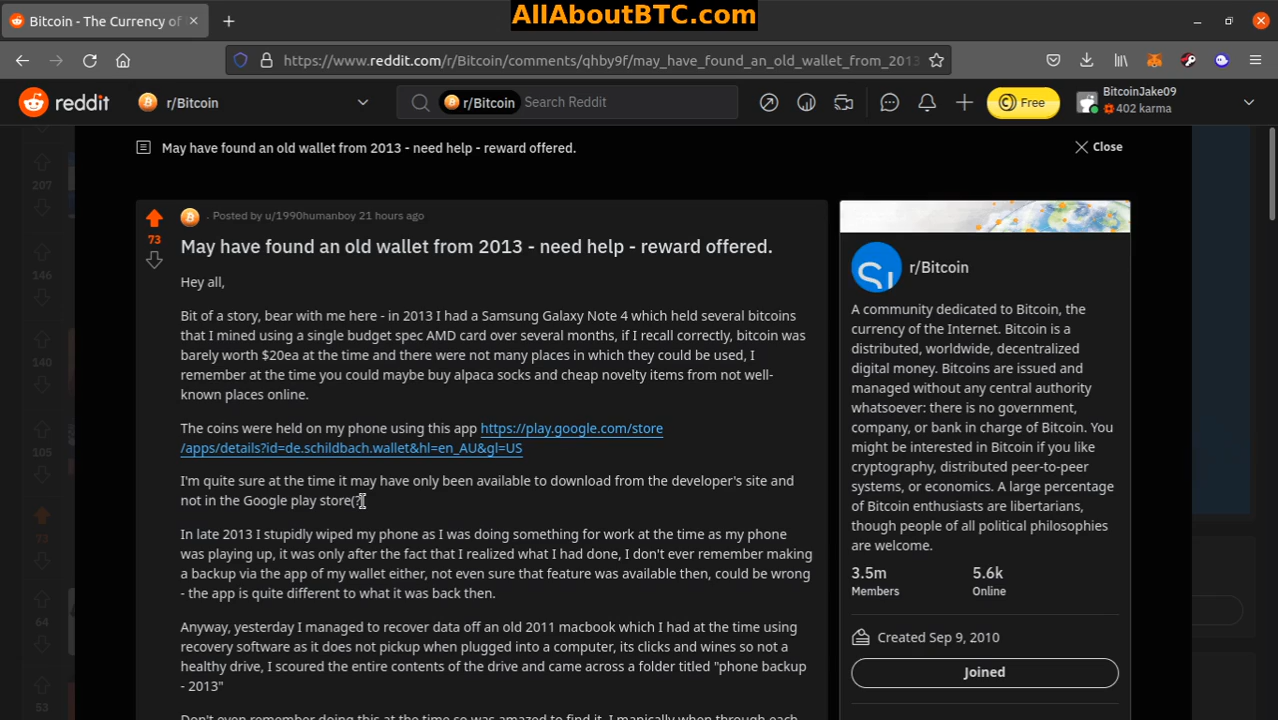 AllAboutBTC.com
Bitcoin - The Currency of
https://www.reddit.com/r/Bitcoin/comments/qhby9f/may_have_found_an_old_wallet_from_2013
reddit
r/Bitcoin
r/Bitcoin Search Reddit
Free
BitcoinJake09
402 karma
May have found an old wallet from 2013 - need help - reward offered.
Close
207
146
140
73
64
53
73
· Posted by u/1990humanboy 21 hours ago
May have found an old wallet from 2013 - need help - reward offered.
Hey all,
Bit of a story, bear with me here - in 2013 I had a Samsung Galaxy Note 4 which held several bitcoins
that I mined using a single budget spec AMD card over several months, if I recall correctly, bitcoin was
barely worth $20ea at the time and there were not many places in which they could be used, I
remember at the time you could maybe buy alpaca socks and cheap novelty items from not well-
known places online.
The coins were held on my phone using this app https://play.google.com/store
/apps/details?id=de.schildbach.wallet&hl=en_AU&gl=US
I'm quite sure at the time it may have only been available to download from the developer's site and
not in the Google play store(?)
In late 2013 I stupidly wiped my phone as I was doing something for work at the time as my phone
was playing up, it was only after the fact that I realized what I had done, I don't ever remember making
a backup via the app of my wallet either, not even sure that feature was available then, could be wrong
- the app is quite different to what it was back then.
Anyway, yesterday I managed to recover data off an old 2011 macbook which I had at the time using
recovery software as it does not pickup when plugged into a computer, its clicks and wines so not a
healthy drive, I scoured the entire contents of the drive and came across a folder titled "phone backup
- 2013"
Don't even remember doing this at the time so was amazed to find it, I manically when through each
r/Bitcoin
A community dedicated to Bitcoin, the
currency of the Internet. Bitcoin is a
distributed, worldwide, decentralized
digital money. Bitcoins are issued and
managed without any central authority
whatsoever: there is no government,
company, or bank in charge of Bitcoin. You
might be interested in Bitcoin if you like
cryptography, distributed peer-to-peer
systems, or economics. A large percentage
of Bitcoin enthusiasts are libertarians,
though people of all political philosophies
are welcome.
3.5m
Members
5.6k
Online
Created Sep 9, 2010
Joined